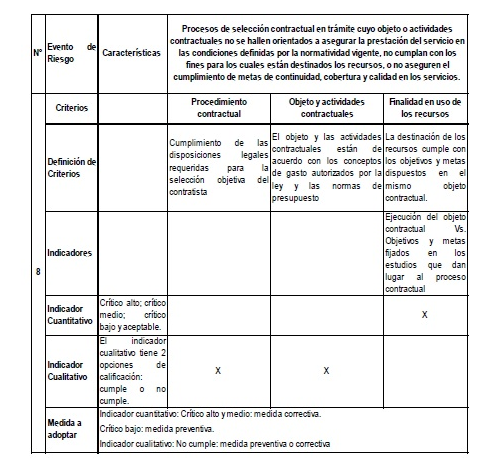 Nº
Evento de Riesgo
Características
Procesos de selección contractual en trámite cuyo objeto o actividades
contractuales no se hallen orientados a asegurar la prestación del servicio en
las condiciones definidas por la normatividad vigente, no cumplan con los
fines para los cuales están destinados los recursos, o no aseguren el
cumplimiento de metas de continuidad, cobertura y calidad en los servicios.
8
Criterios
Procedimiento
contractual
Objeto y actividades
contractuales
Finalidad en uso de
los recursos
Definición de
Criterios
Cumplimiento de las
disposiciones legales
requeridas para la
selección objetiva del
contratista
El objeto y las actividades
contractuales están de
acuerdo con los conceptos
de gasto autorizados por la
ley y las normas de
presupuesto
La destinación de los
recursos cumple con
los objetivos y metas
dispuestos en el
mismo objeto
contractual.
Indicadores
Ejecución del objeto
contractual Vs.
Objetivos y metas
fijados en los
estudios que dan
lugar al proceso
contractual
Indicador
Cuantitativo
Crítico alto; crítico
medio; crítico
bajo y aceptable.
X
Indicador
Cualitativo
El indicador
cualitativo tiene 2
opciones de
calificación:
cumple o no
cumple.
X
X
Medida a
adoptar
Indicador cuantitativo: Crítico alto y medio: medida correctiva.
Crítico bajo: medida preventiva.
Indicador cualitativo: No cumple: medida preventiva o correctiva